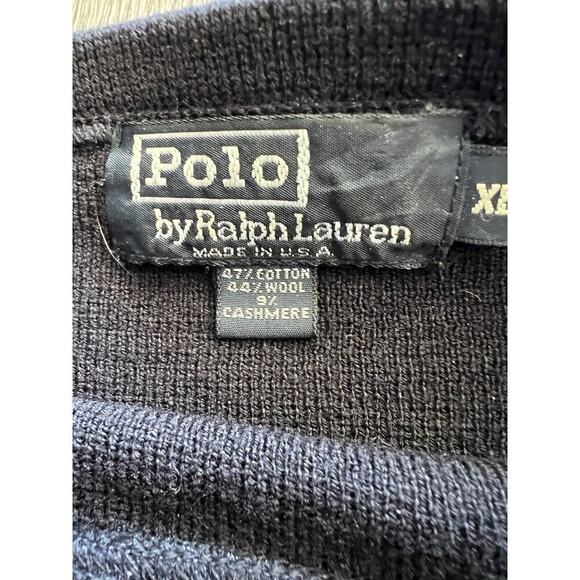 Polo
by Ralph Lauren
MADE IN U.S.A.
47% COTTON
44% WOOL
9%
CASHMERE